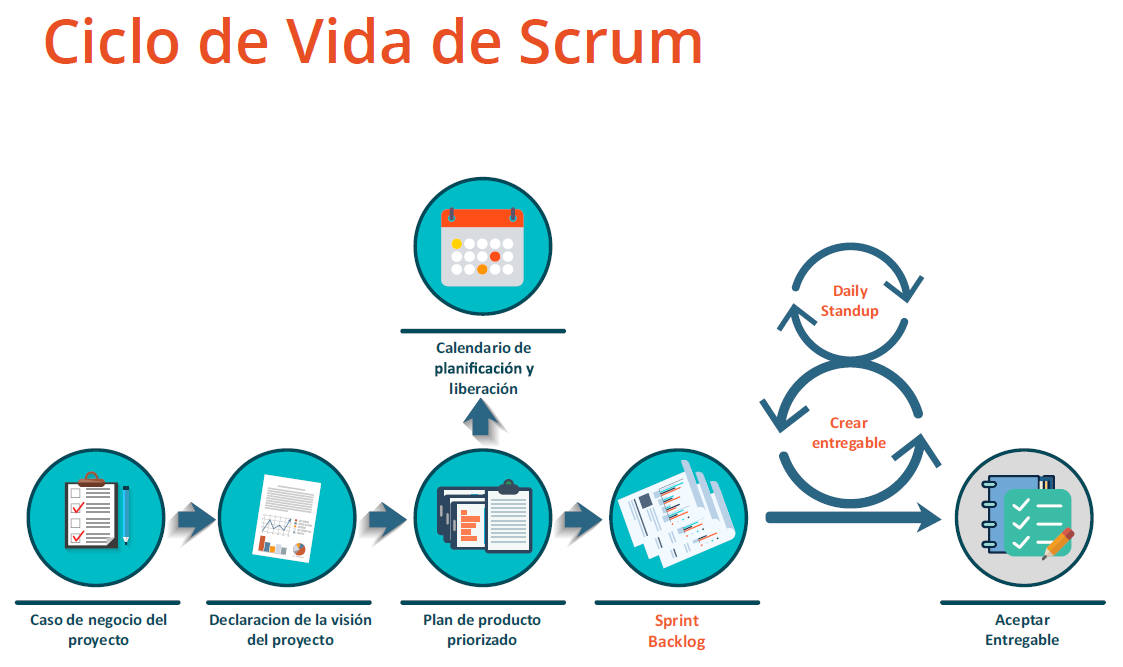 Ciclo de Vida de Scrum
Calendario de
planificación y
liberación
Daily
Standup
Crear
entregable
Caso de negocio del
proyecto
Declaracion de la visión
del proyecto
Plan de producto
priorizado
Sprint
Backlog
Aceptar
Entregable